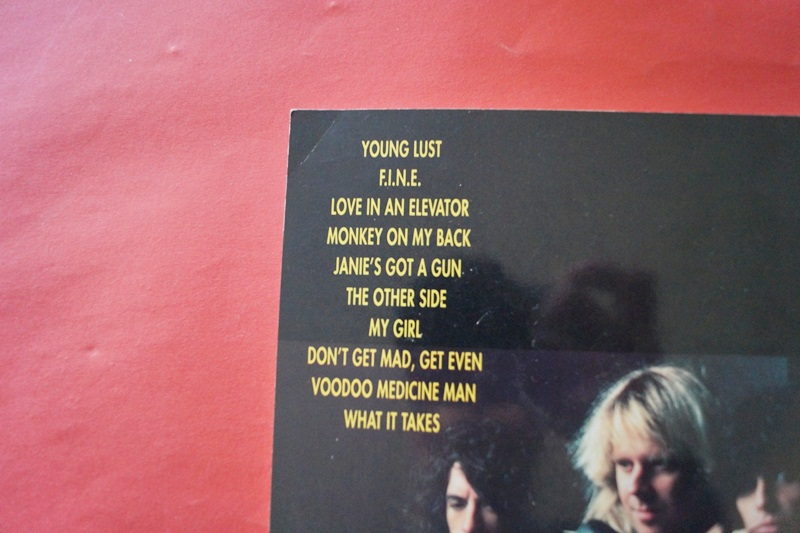 YOUNG LUST
F.I.N.E.
LOVE IN AN ELEVATOR
MONKEY ON MY BACK
JANIE'S GOT A GUN
THE OTHER SIDE
MY GIRL
DON'T GET MAD, GET EVEN
VOODOO MEDICINE MAN
WHAT IT TAKES